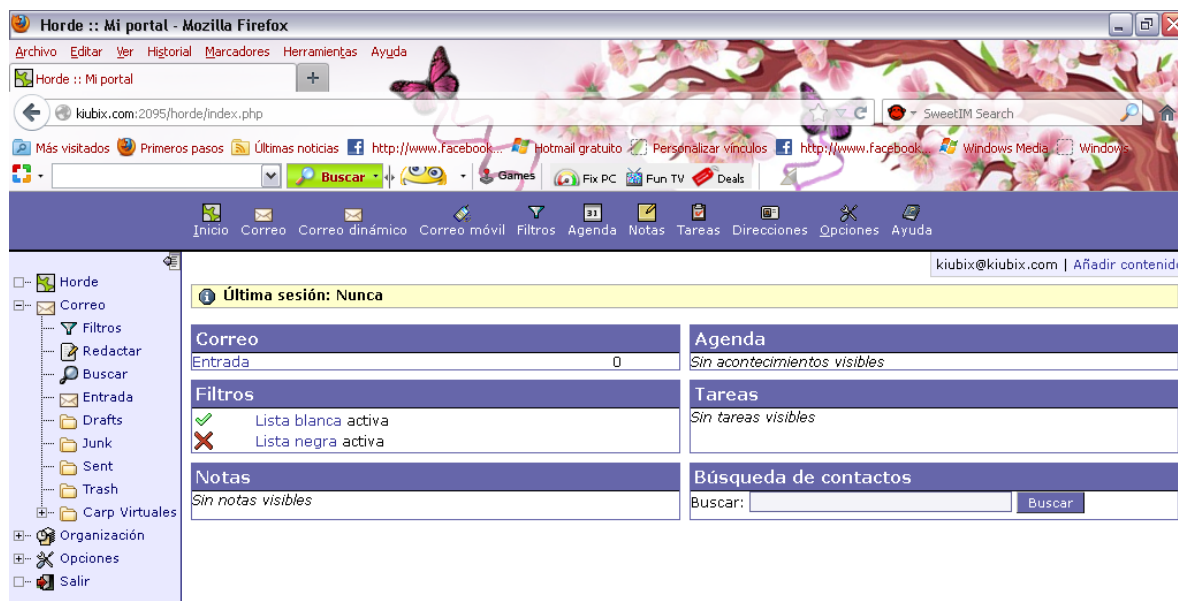 Horde :: Mi portal - Mozilla Firefox
Archivo Editar Ver Historial Marcadores Herramientas Ayuda
Horde :: Mi portal +
kiubix.com:2095/horde/index.php SweetIM Search
Más visitados Primeros pasos Últimas noticias http://www.facebook... Hotmail gratuito Personalizar vínculos http://www.facebook... Windows Media Windows
Buscar Games Fix PC Fun TV Deals
31
Inicio Correo Correo dinámico Correo móvil Filtros Agenda Notas Tareas Direcciones Opciones Ayuda
kiubix@kiubix.com | Añadir contenido
Horde
Correo
Filtros
Redactar
Buscar
Entrada
Drafts
Junk
Sent
Trash
Carp Virtuales
Organización
Opciones
Salir
Última sesión: Nunca
Correo
Entrada 0
Filtros
Lista blanca activa
Lista negra activa
Notas
Sin notas visibles
Agenda
Sin acontecimientos visibles
Tareas
Sin tareas visibles
Búsqueda de contactos
Buscar: Buscar